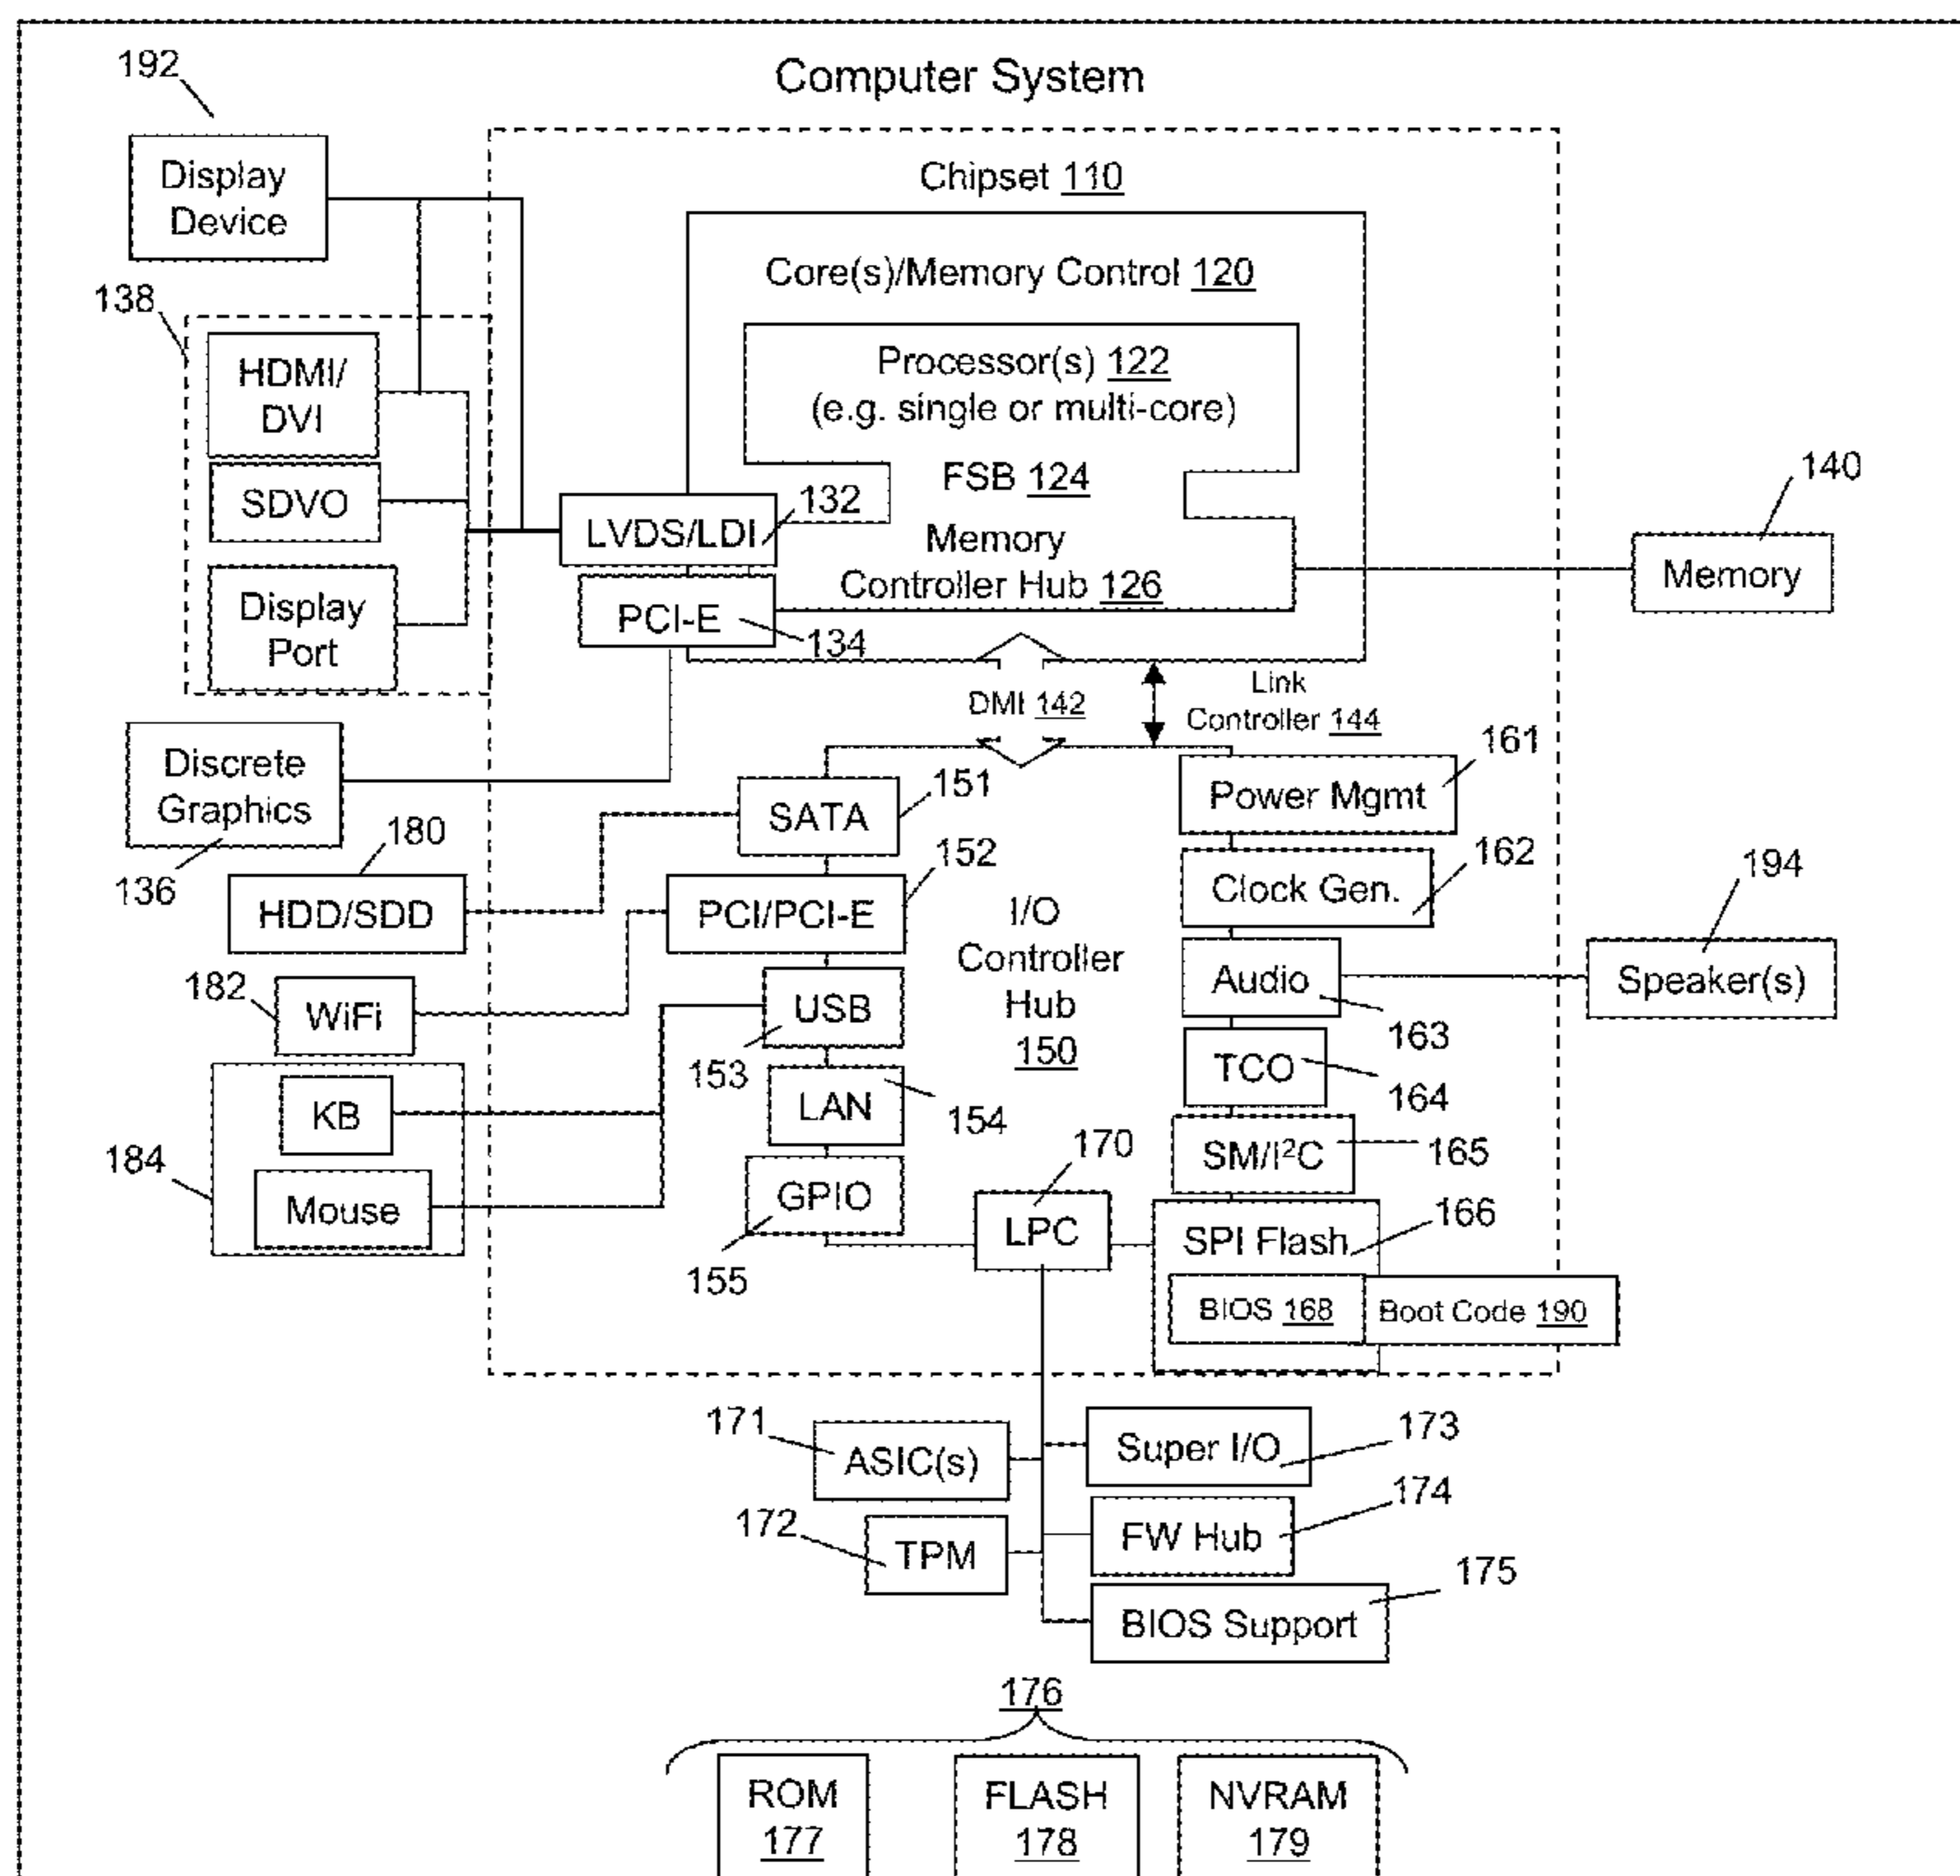 Computer System
192
Display
Device
Chipset 110
Core(s)/Memory Control 120
138
HDMI/
DVI
SDVO
Display
Port
Processor(s) 122
(e.g. single or multi-core)
FSB 124
LVDS/LDI
132
Memory
Controller Hub 126
PCI-E
134
140
Memory
DMI 142
Link
Controller 144
Discrete
Graphics
136
SATA
151
Power Mgmt
161
180
HDD/SDD
PCI/PCI-E
152
Clock Gen.
162
194
I/O
Controller
Hub
150
182
WiFi
USB
153
Audio
163
Speaker(s)
KB
184
Mouse
LAN
154
TCO
164
GPIO
155
170
LPC
SM/I²C
165
SPI Flash
166
BIOS 168
Boot Code 190
171
ASIC(s)
Super I/O
173
172
TPM
FW Hub
174
BIOS Support
175
176
ROM
177
FLASH
178
NVRAM
179